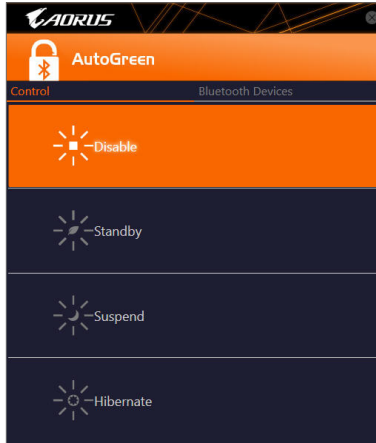 AORUS
AutoGreen
Control Bluetooth Devices
Disable
Standby
Suspend
Hibernate